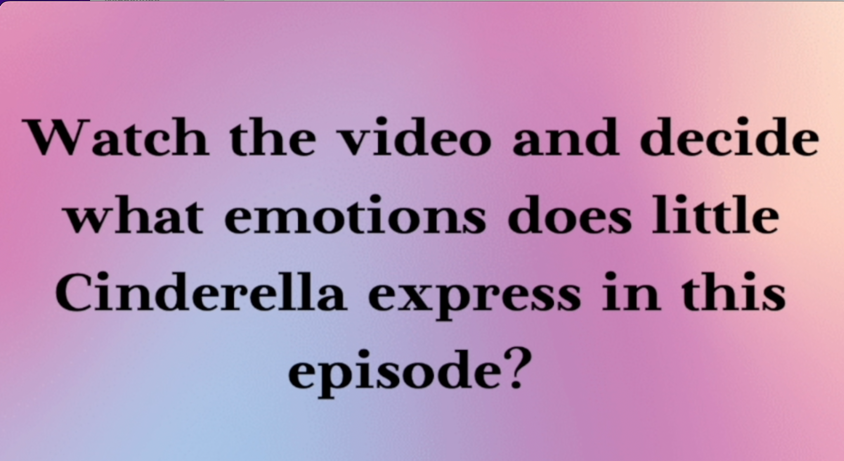 Watch the video and decide
what emotions does little
Cinderella express in this
episode?